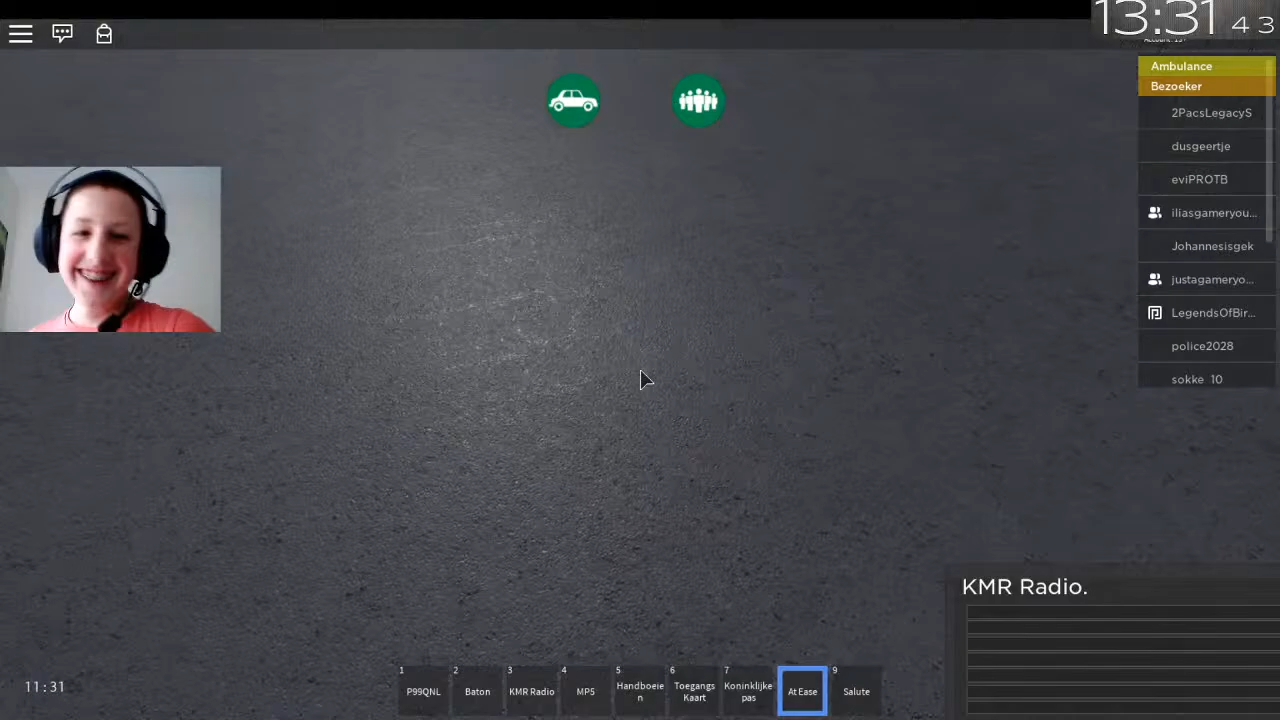 13:31 43
Ambulance
Bezoeker
2PacsLegacyS
dusgeertje
eviPROTB
iliasgameryou...
Johannesisgek
justagameryo...
LegendsOfBir...
police2028
sokke_10
KMR Radio.
11:31
1 P99QNL
2 Baton
3 KMR Radio
4 MP5
5 Handboeie
n
6 Toegangs
Kaart
7 Koninklijke
pas
At Ease
9 Salute